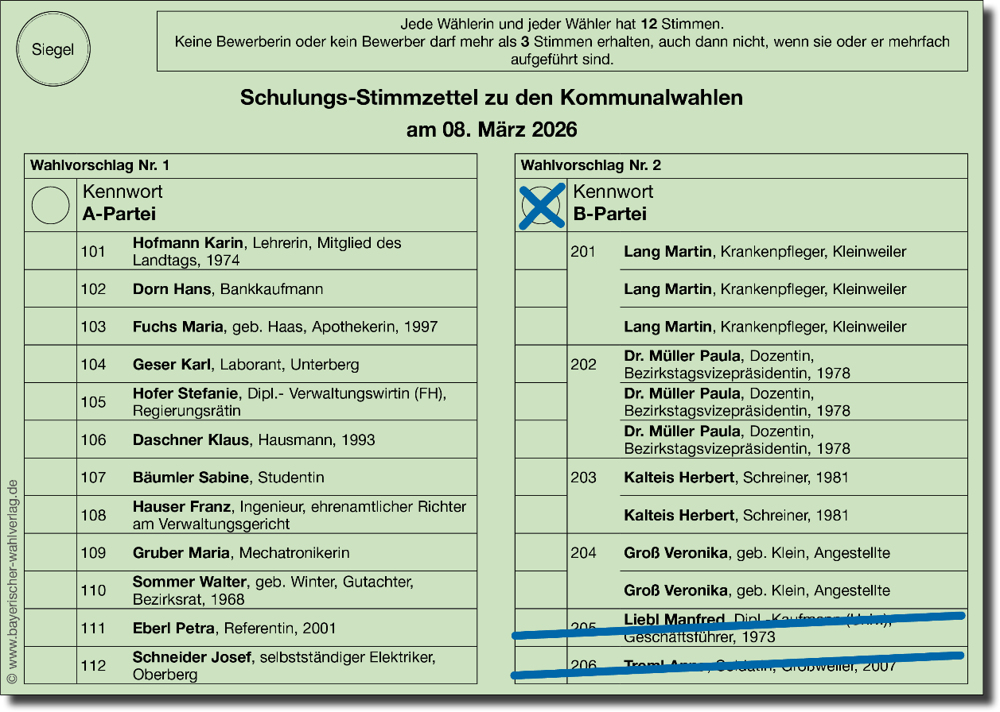 Siegel
Jede Wählerin und jeder Wähler hat 12 Stimmen.
Keine Bewerberin oder kein Bewerber darf mehr als 3 Stimmen erhalten, auch dann nicht, wenn sie oder er mehrfach
aufgeführt sind.
Schulungs-Stimmzettel zu den Kommunalwahlen
am 08. März 2026
Wahlvorschlag Nr. 1
Kennwort
A-Partei
101 Hofmann Karin, Lehrerin, Mitglied des
Landtags, 1974
102 Dorn Hans, Bankkaufmann
103 Fuchs Maria, geb. Haas, Apothekerin, 1997
104 Geser Karl, Laborant, Unterberg
105 Hofer Stefanie, Dipl.- Verwaltungswirtin (FH),
Regierungsrätin
106 Daschner Klaus, Hausmann, 1993
107 Bäumler Sabine, Studentin
108 Hauser Franz, Ingenieur, ehrenamtlicher Richter
am Verwaltungsgericht
109 Gruber Maria, Mechatronikerin
110 Sommer Walter, geb. Winter, Gutachter,
Bezirksrat, 1968
111 Eberl Petra, Referentin, 2001
112 Schneider Josef, selbstständiger Elektriker,
Oberberg
Wahlvorschlag Nr. 2
Kennwort
B-Partei
201 Lang Martin, Krankenpfleger, Kleinweiler
Lang Martin, Krankenpfleger, Kleinweiler
Lang Martin, Krankenpfleger, Kleinweiler
202 Dr. Müller Paula, Dozentin,
Bezirkstagsvizepräsidentin, 1978
Dr. Müller Paula, Dozentin,
Bezirkstagsvizepräsidentin, 1978
Dr. Müller Paula, Dozentin,
Bezirkstagsvizepräsidentin, 1978
203 Kalteis Herbert, Schreiner, 1981
Kalteis Herbert, Schreiner, 1981
204 Groß Veronika, geb. Klein, Angestellte
Groß Veronika, geb. Klein, Angestellte
205 Liebl Manfred, Dipl.-Kaufmann (Univ.),
Geschäftsführer, 1973
206 Soldatin, Großweiler, 2007
© www.bayerischer-wahlverlag.de